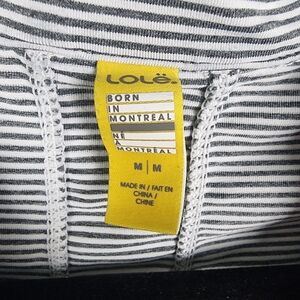 LOLË
BORN
IN
MONTREAL
NÉ
À
MONTRÉAL
M | M
MADE IN / FAIT EN
CHINA /
CHINE